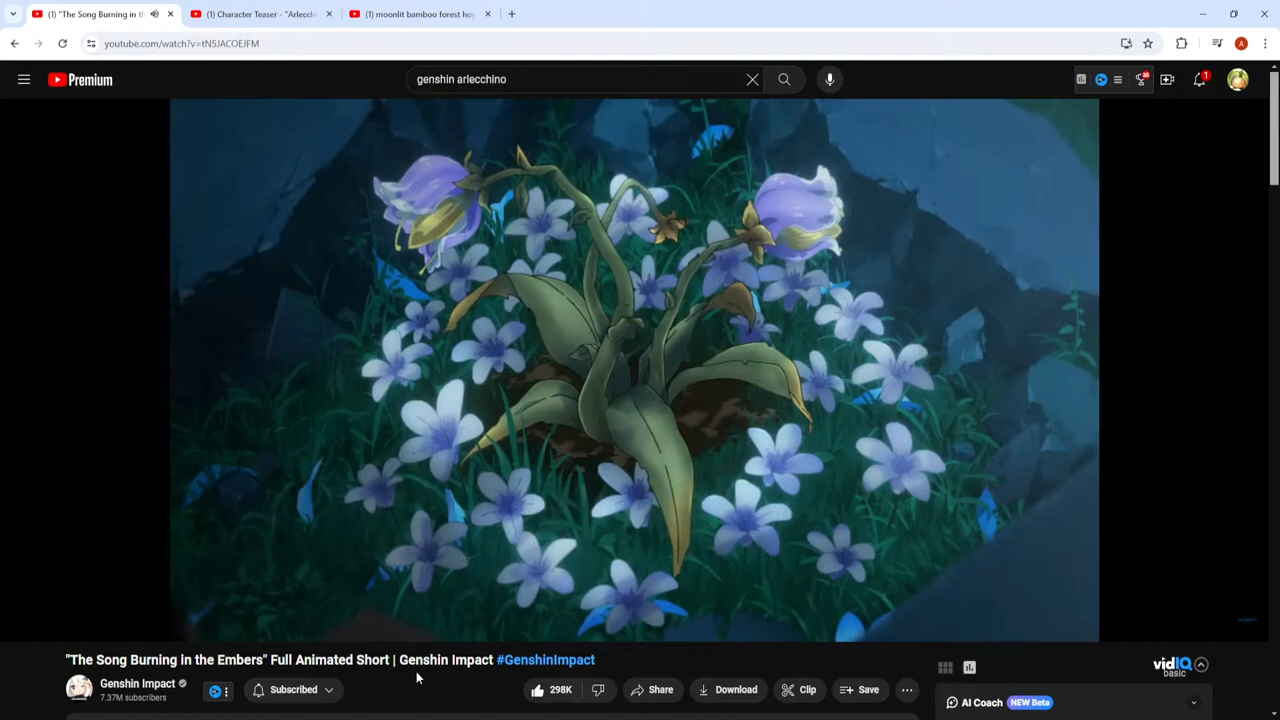 (1) "The Song Burning in th
(1) Character Teaser - "Arlecch
(1) moonlit bamboo forest hoy
youtube.com/watch?v=tN5JACOEJFM
A
Premium
genshin arlecchino
1
"The Song Burning in the Embers" Full Animated Short | Genshin Impact #GenshinImpact
Genshin Impact
7.37M subscribers
Subscribed
298K
Share
Download
Clip
Save
vidIQ
basic
AI Coach NEW Beta